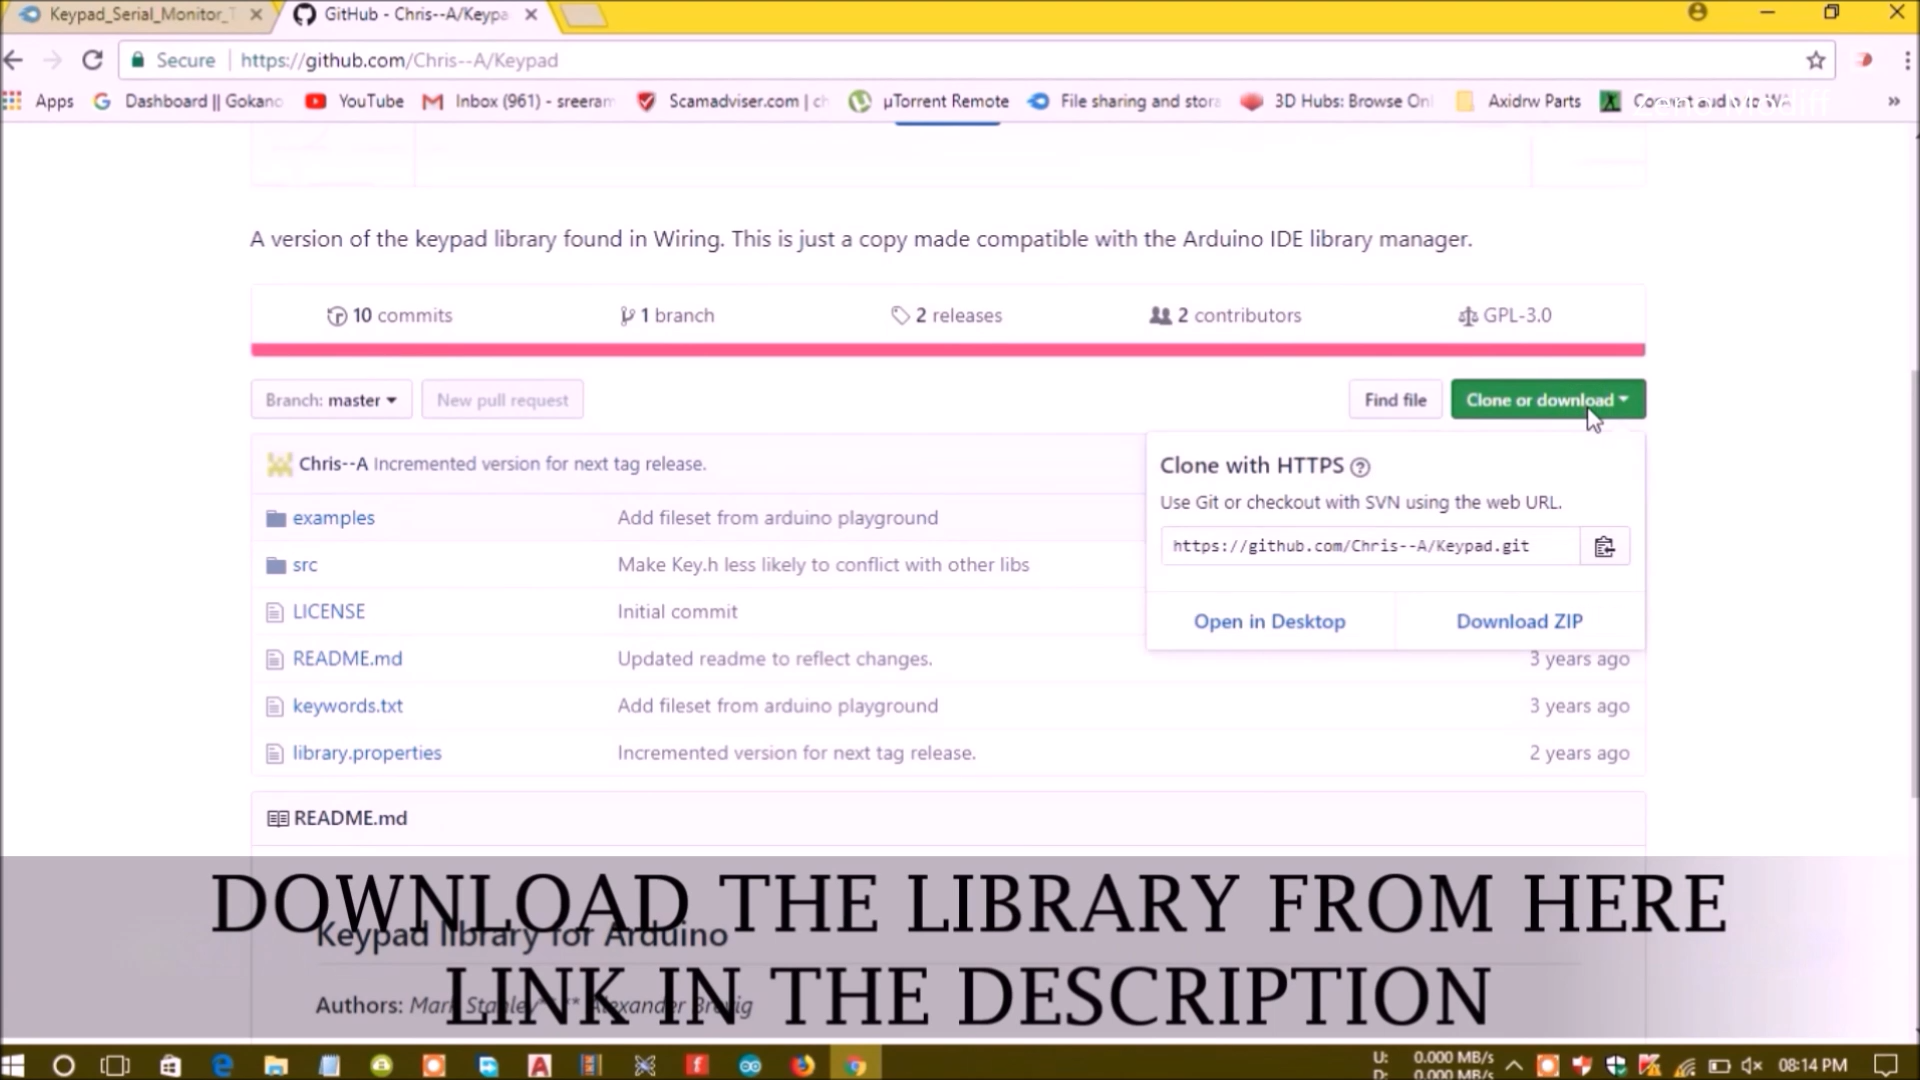 Keypad_Serial_Monitor_T
GitHub - Chris--A/Keypa
Secure
https://github.com/Chris--A/Keypad
Apps
Dashboard || Gokano
YouTube
Inbox (961) - sreeram
Scamadviser.com | ch
µTorrent Remote
File sharing and stora
3D Hubs: Browse Onl
Axidrw Parts
A version of the keypad library found in Wiring. This is just a copy made compatible with the Arduino IDE library manager.
10 commits
1 branch
2 releases
2 contributors
GPL-3.0
Branch: master
New pull request
Find file
Clone or download
Chris--A Incremented version for next tag release.
Clone with HTTPS
Use Git or checkout with SVN using the web URL.
https://github.com/Chris--A/Keypad.git
Open in Desktop
Download ZIP
examples
Add fileset from arduino playground
src
Make Key.h less likely to conflict with other libs
LICENSE
Initial commit
README.md
Updated readme to reflect changes.
3 years ago
keywords.txt
Add fileset from arduino playground
3 years ago
library.properties
Incremented version for next tag release.
2 years ago
README.md
DOWNLOAD THE LIBRARY FROM HERE
Keypad library for Arduino
LINK IN THE DESCRIPTION
Authors: Mark Stanley Alexander Brevig
U: 0.000 MB/s
D: 0.000 MB/s
08:14 PM